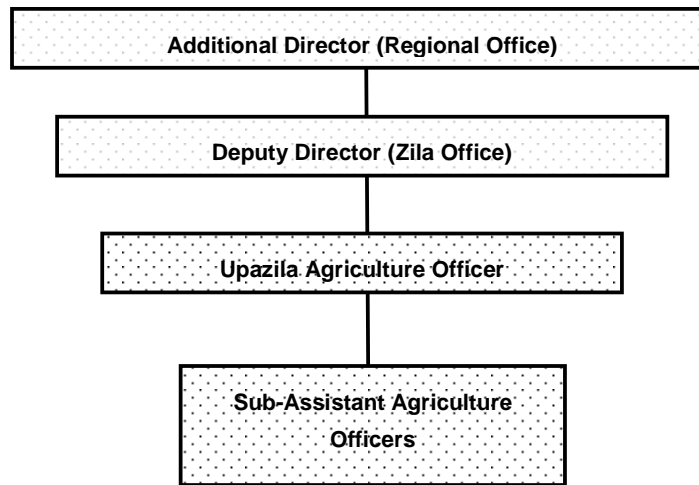 Additional Director (Regional Office)
Deputy Director (Zila Office)
Upazila Agriculture Officer
Sub-Assistant Agriculture
Officers